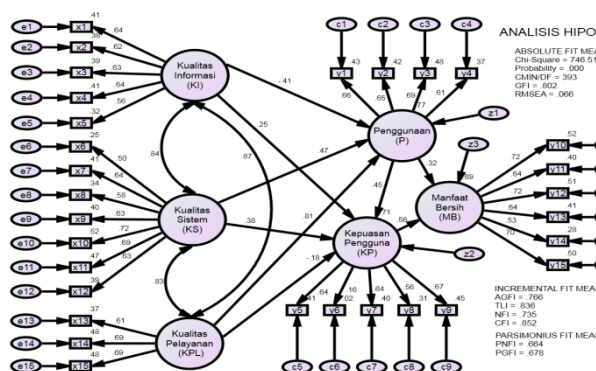 ANALISIS HIPO
ABSOLUTE FIT MEA
Chi-Square = 746.51
Probability = .000
CMIN/DF = 393
GFI = .802
RMSEA = .066
c1 c2 c3 c4
.43 .42 .48 .37
y1 y2 y3 y4
.66 .65 .69 .61
.77
Penggunaan
(P)
z1
e1 x1 .41 .64
e2 x2 .38 .62
e3 x3 .39 .63
e4 x4 .41 .64
e5 x5 .32 .56
Kualitas
Informasi
(KI)
-.41
.25
.84
.87
.47
.81
.32
.45
e6 x6 .25 .50
e7 x7 .41 .64
e8 x8 .34 .58
e9 x9 .40 .63
e10 x10 .52 .72
e11 x11 .47 .69
e12 x12 .39 .63
Kualitas
Sistem
(KS)
.38
.83
-.18
z3
.89
Manfaat
Bersih
(MB)
.71
Kepuasan
Pengguna
(KP)
.56
z2
y10 .52 .72
y11 .40 .64
y12 .51 .72
y13 .41 .64
y14 .28 .53
y15 .50 .70
e13 x13 .37 .61
e14 x14 .48 .69
e15 x15 .48 .69
Kualitas
Pelayanan
(KPL)
.64 .16 .64 .56 .67
.41 .02 .40 .31 .45
y5 y6 y7 y8 y9
c5 c6 c7 c8 c9
INCREMENTAL FIT MEA
AGFI = .766
TLI = .836
NFI = .735
CFI = .852
PARSIMONIUS FIT MEAS
PNFI = .664
PGFI = .678